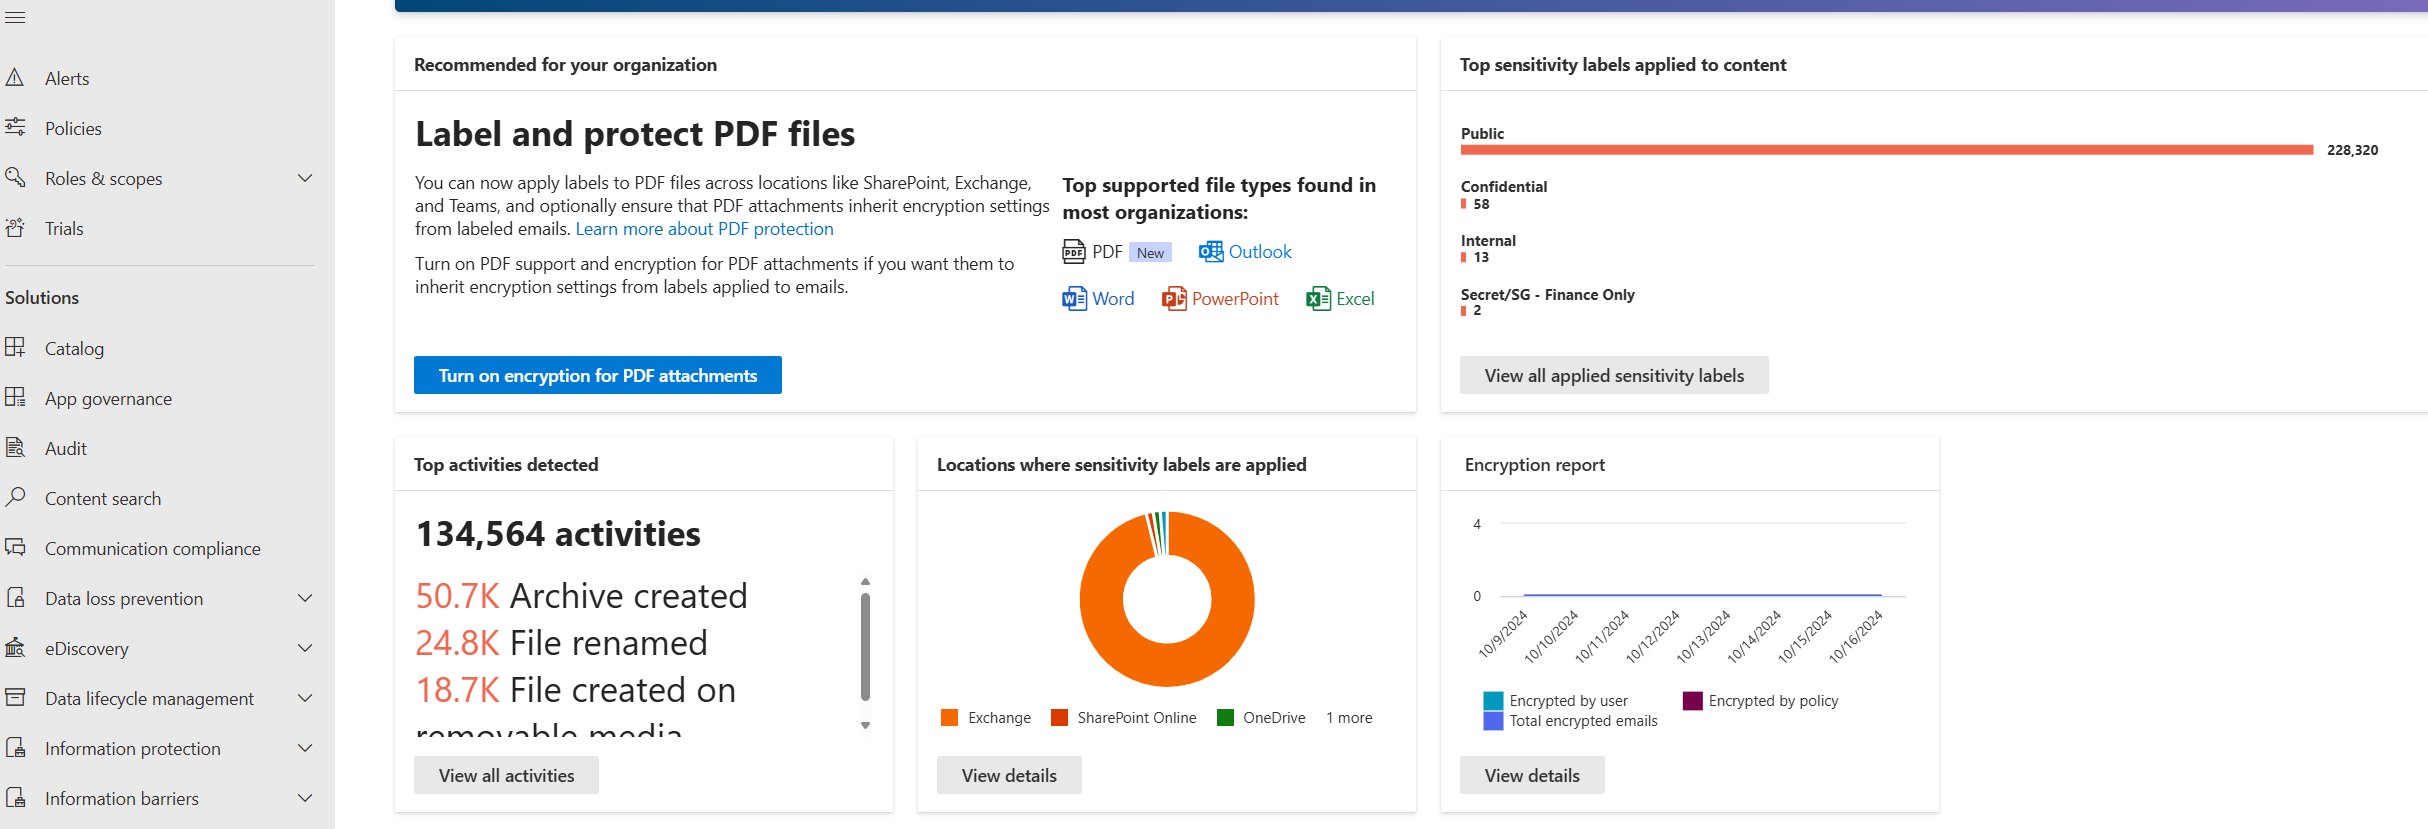 Alerts
Policies
Roles & scopes
Trials
Solutions
Catalog
App governance
Audit
Content search
Communication compliance
Data loss prevention
eDiscovery
Data lifecycle management
Information protection
Information barriers
Recommended for your organization
Label and protect PDF files
You can now apply labels to PDF files across locations like SharePoint, Exchange,
and Teams, and optionally ensure that PDF attachments inherit encryption settings
from labeled emails. Learn more about PDF protection
Turn on PDF support and encryption for PDF attachments if you want them to
inherit encryption settings from labels applied to emails.
Top supported file types found in
most organizations:
PDF New Outlook
Word PowerPoint Excel
Turn on encryption for PDF attachments
Top sensitivity labels applied to content
Public
228,320
Confidential
58
Internal
13
Secret/SG - Finance Only
2
View all applied sensitivity labels
Top activities detected
134,564 activities
50.7K Archive created
24.8K File renamed
18.7K File created on
removable media
View all activities
Locations where sensitivity labels are applied
Exchange SharePoint Online OneDrive 1 more
View details
Encryption report
4
0
10/9/2024 10/10/2024 10/11/2024 10/12/2024 10/13/2024 10/14/2024 10/15/2024 10/16/2024
Encrypted by user Encrypted by policy
Total encrypted emails
View details